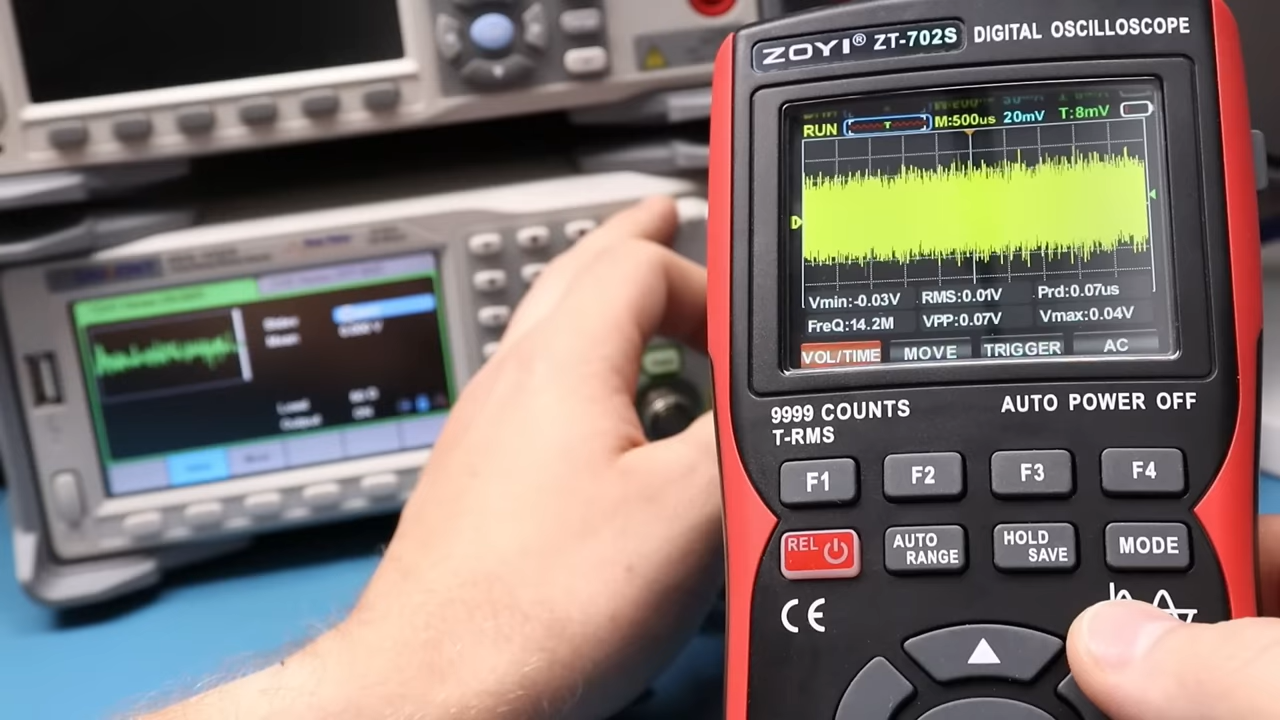 ZOYI® ZT-702S DIGITAL OSCILLOSCOPE
RUN T M:500us 20mV T:8mV
D
Vmin:-0.03V RMS:0.01V Prd:0.07us
FreQ:14.2M VPP:0.07V Vmax:0.04V
VOL/TIME MOVE TRIGGER AC
9999 COUNTS AUTO POWER OFF
T-RMS
F1 F2 F3 F4
REL AUTO RANGE HOLD SAVE MODE
CE